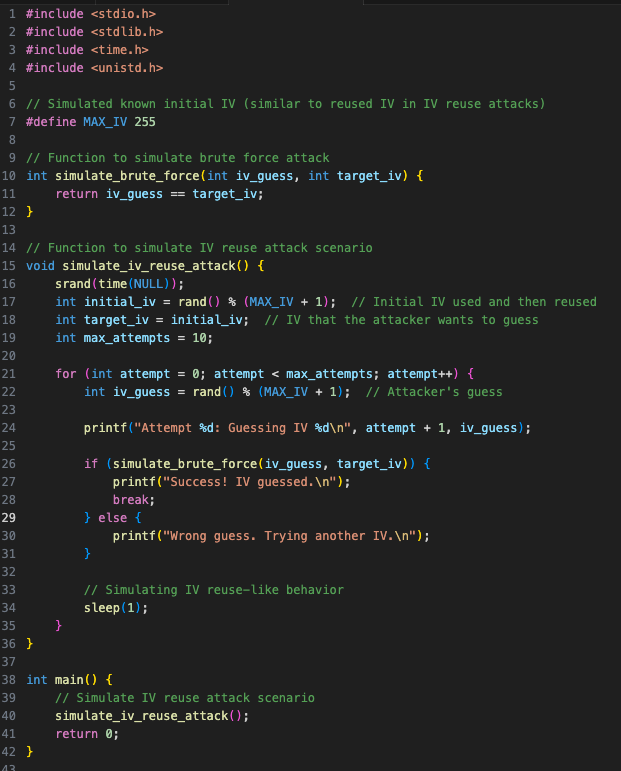 1 #include <stdio.h>
2 #include <stdlib.h>
3 #include <time.h>
4 #include <unistd.h>
5
6 // Simulated known initial IV (similar to reused IV in IV reuse attacks)
7 #define MAX_IV 255
8
9 // Function to simulate brute force attack
10 int simulate_brute_force(int iv_guess, int target_iv) {
11     return iv_guess == target_iv;
12 }
13
14 // Function to simulate IV reuse attack scenario
15 void simulate_iv_reuse_attack() {
16     srand(time(NULL));
17     int initial_iv = rand() % (MAX_IV + 1);  // Initial IV used and then reused
18     int target_iv = initial_iv;  // IV that the attacker wants to guess
19     int max_attempts = 10;
20
21     for (int attempt = 0; attempt < max_attempts; attempt++) {
22         int iv_guess = rand() % (MAX_IV + 1);  // Attacker's guess
23
24         printf("Attempt %d: Guessing IV %d\n", attempt + 1, iv_guess);
25
26         if (simulate_brute_force(iv_guess, target_iv)) {
27             printf("Success! IV guessed.\n");
28             break;
29         } else {
30             printf("Wrong guess. Trying another IV.\n");
31         }
32
33         // Simulating IV reuse-like behavior
34         sleep(1);
35     }
36 }
37
38 int main() {
39     // Simulate IV reuse attack scenario
40     simulate_iv_reuse_attack();
41     return 0;
42 }
43